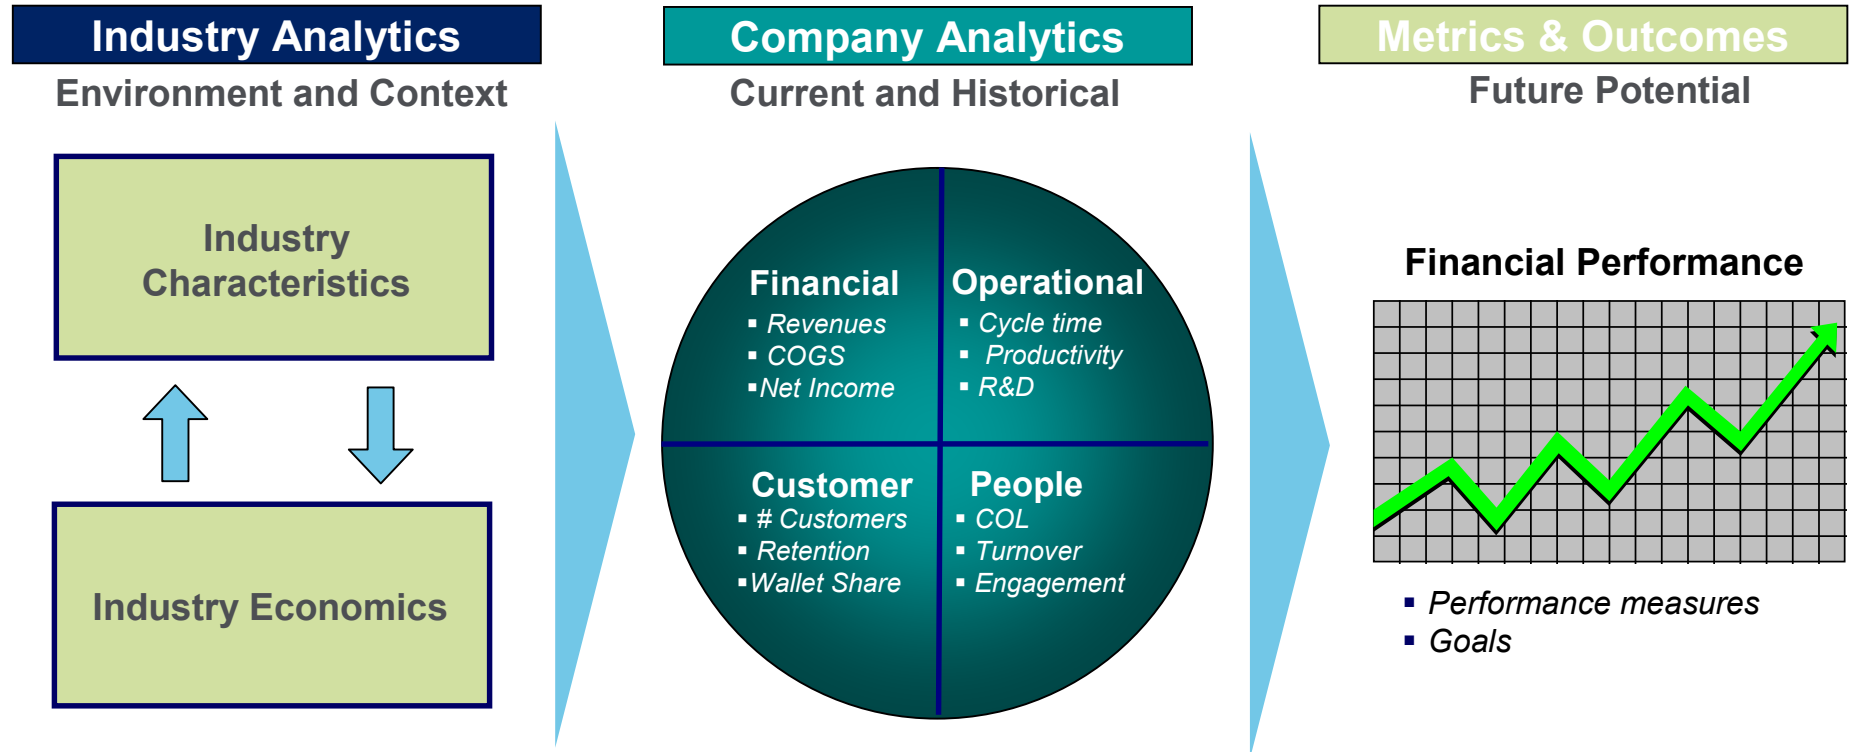 Industry Analytics
Environment and Context
Industry
Characteristics
Industry Economics
Company Analytics
Current and Historical
Financial
▪ Revenues
▪ COGS
▪Net Income
Operational
▪ Cycle time
▪ Productivity
▪ R&D
Customer
▪ # Customers
▪ Retention
▪Wallet Share
People
▪ COL
▪ Turnover
▪ Engagement
Metrics & Outcomes
Future Potential
Financial Performance
▪ Performance measures
▪ Goals